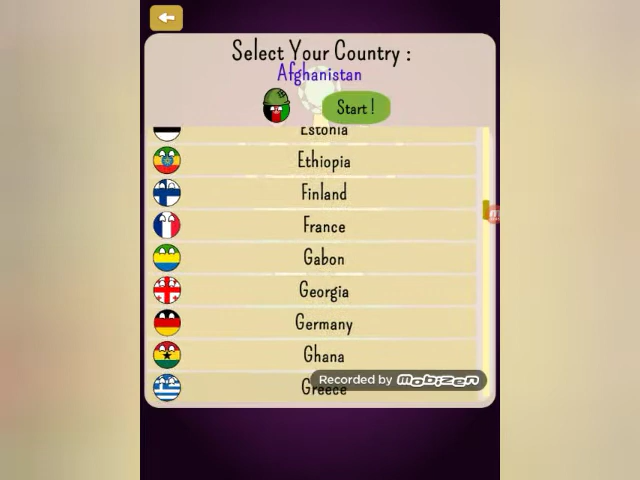 Select Your Country :
Afghanistan
Start !
Estonia
Ethiopia
Finland
France
Gabon
Georgia
Germany
Ghana
Recorded by Mobizen
Greece